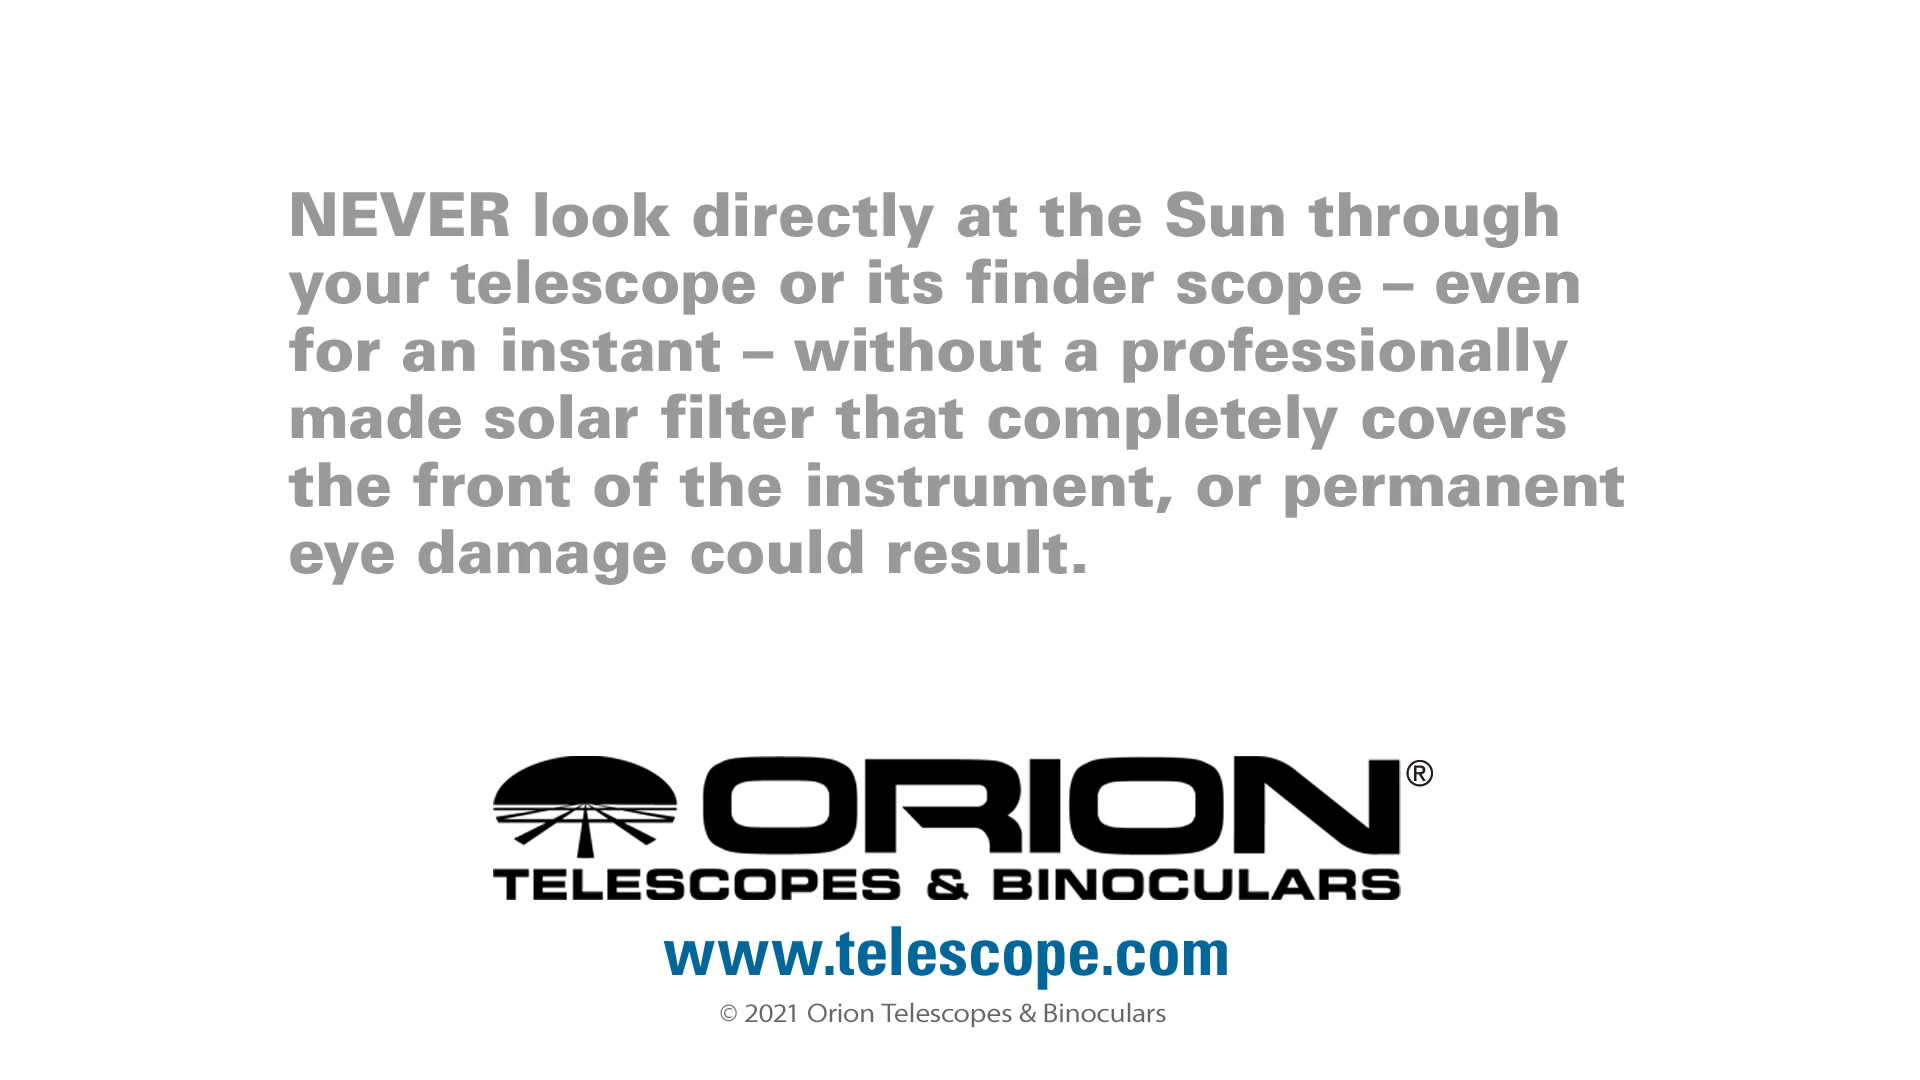 NEVER look directly at the Sun through
your telescope or its finder scope – even
for an instant – without a professionally
made solar filter that completely covers
the front of the instrument, or permanent
eye damage could result.
ORION®
TELESCOPES & BINOCULARS
www.telescope.com
© 2021 Orion Telescopes & Binoculars